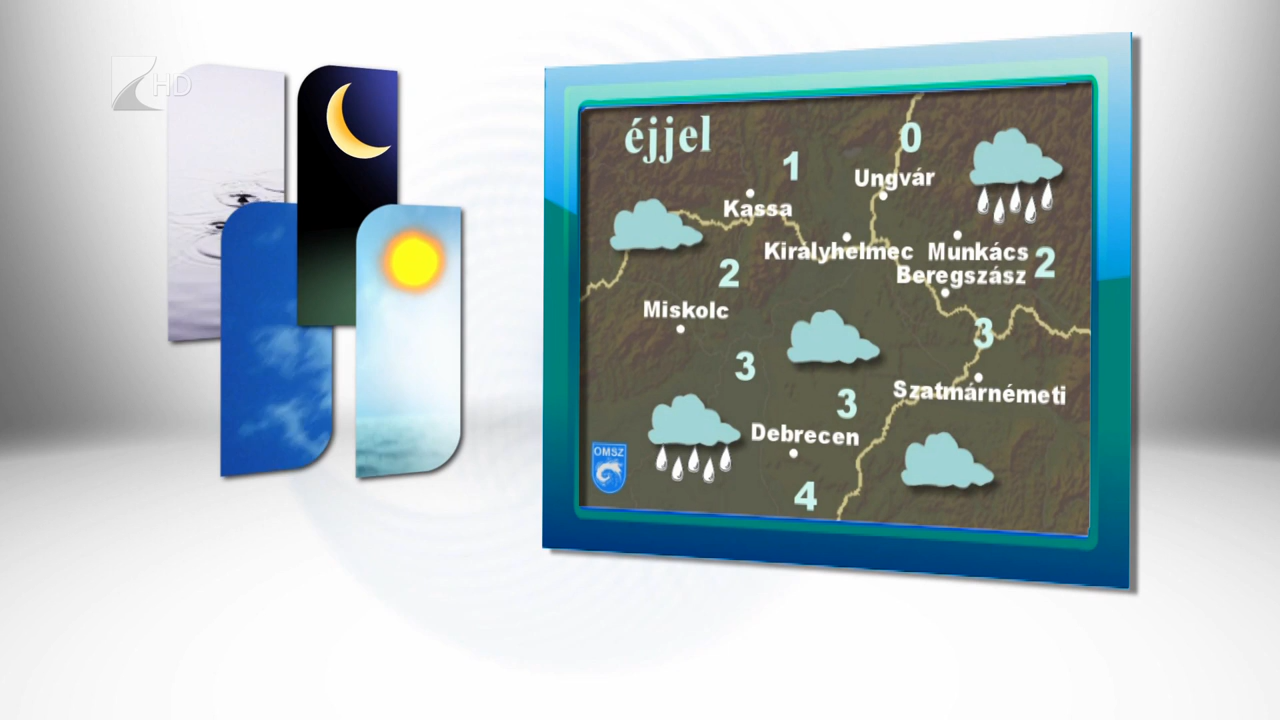 HD
éjjel
0
1
Ungvár
Kassa
Királyhelmec Munkács
2
Beregszász
2
Miskolc
3
3
3
Szatmárnémeti
Debrecen
OMSZ
4